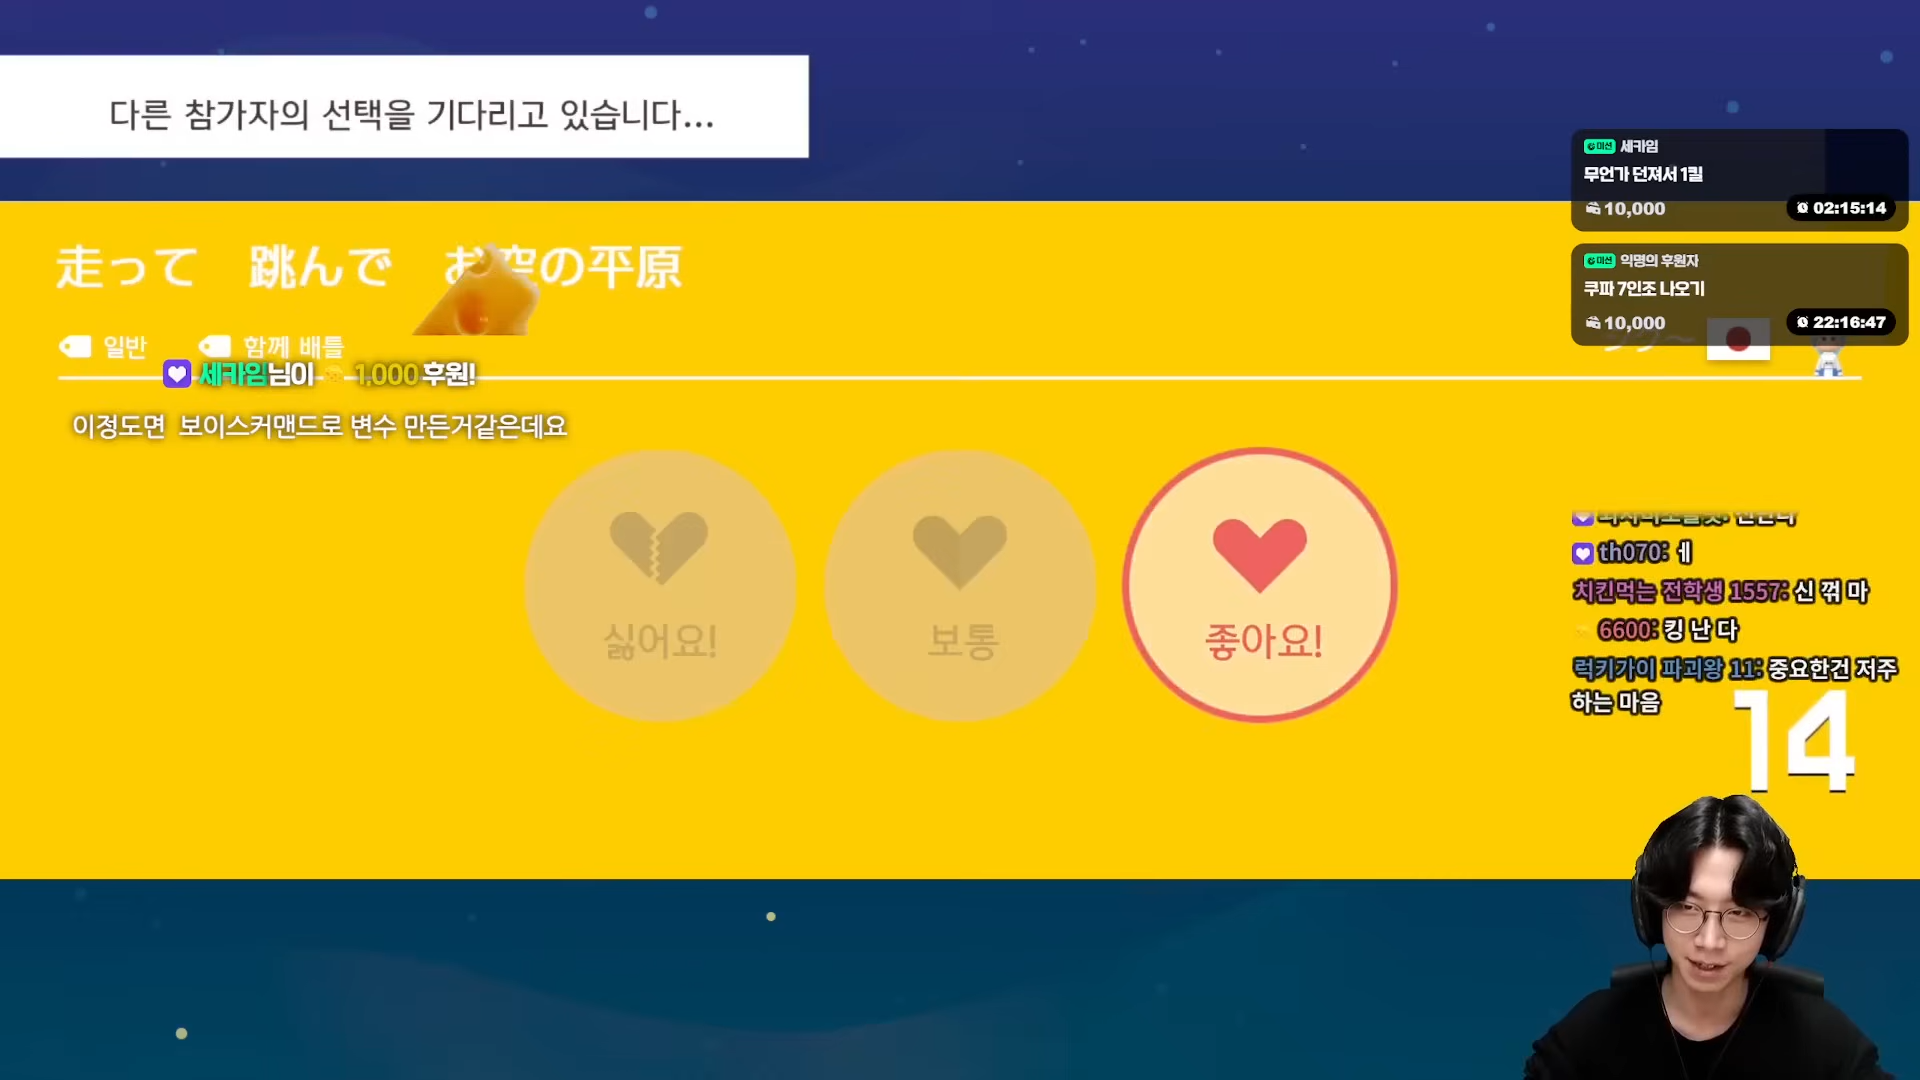 다른 참가자의 선택을 기다리고 있습니다...
走って 跳んで お空の平原
일반 함께 배틀
세카임님이 1,000 후원!
이정도면 보이스커맨드로 변수 만든거같은데요
싫어요!
보통
좋아요!
미션 세카임
무언가 던져서 1킬
10,000 02:15:14
미션 익명의 후원자
쿠파 7인조 나오기
10,000 22:16:47
th070: ㅔ
치킨먹는 전학생 1557: 신 꺾 마
6600: 킹 난 다
럭키가이 파괴왕 11: 중요한건 저주
하는 마음
14